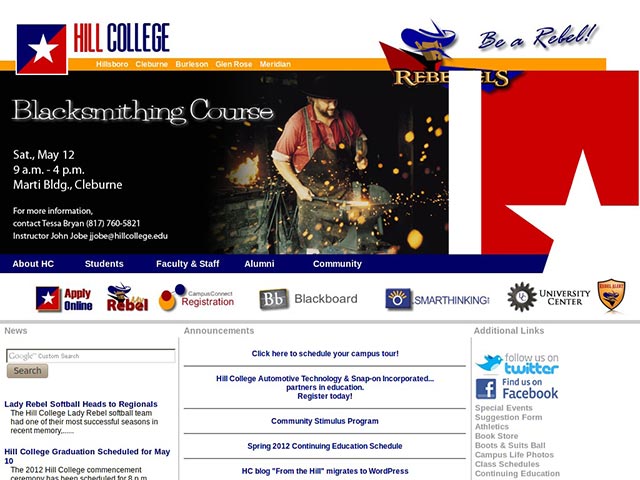 HILL COLLEGE
Be a Rebel!
Hillsboro Cleburne Burleson Glen Rose Meridian
REBELS
Blacksmithing Course
Sat., May 12
9 a.m. - 4 p.m.
Marti Bldg., Cleburne
For more information,
contact Tessa Bryan (817) 760-5821
Instructor John Jobe jjobe@hillcollege.edu
About HC Students Faculty & Staff Alumni Community
Apply Online
My Rebel
CampusConnect Registration
Bb Blackboard
SMARTHINKING
UC UNIVERSITY CENTER
REBEL ALERT
News
Announcements
Additional Links
Google Custom Search
Search
Lady Rebel Softball Heads to Regionals
The Hill College Lady Rebel softball team
had one of their most successful seasons in
recent memory,......
Hill College Graduation Scheduled for May
10
The 2012 Hill College commencement
ceremony has been scheduled for 8 p.m.
Click here to schedule your campus tour!
Hill College Automotive Technology & Snap-on Incorporated...
partners in education.
Register today!
Community Stimulus Program
Spring 2012 Continuing Education Schedule
HC blog "From the Hill" migrates to WordPress
follow us on
twitter
Find us on
Facebook
Special Events
Suggestion Form
Athletics
Book Store
Boots & Suits Ball
Campus Life Photos
Class Schedules
Continuing Education